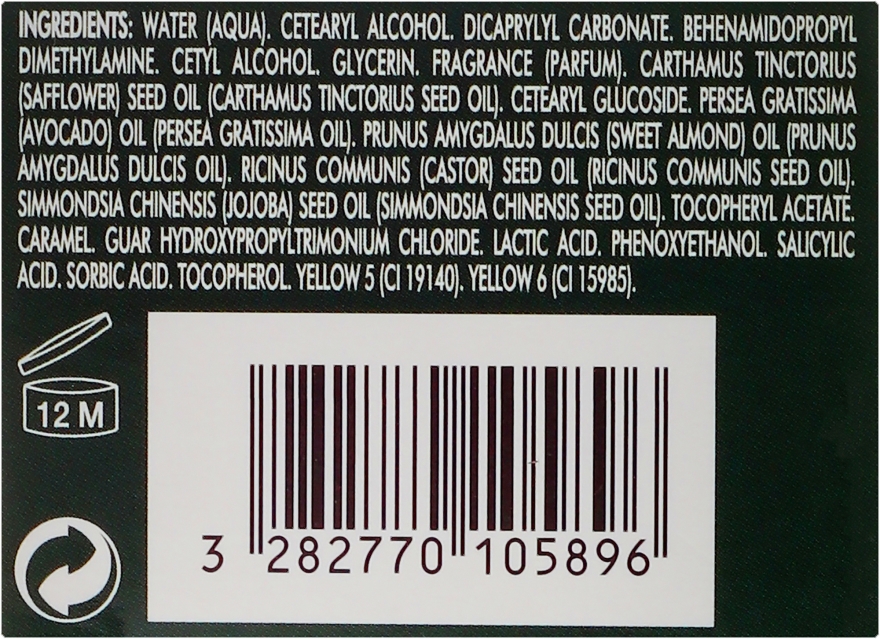 INGREDIENTS: WATER (AQUA). CETEARYL ALCOHOL. DICAPRYLYL CARBONATE. BEHENAMIDOPROPYL
DIMETHYLAMINE. CETYL ALCOHOL. GLYCERIN. FRAGRANCE (PARFUM). CARTHAMUS TINCTORIUS
(SAFFLOWER) SEED OIL (CARTHAMUS TINCTORIUS SEED OIL). CETEARYL GLUCOSIDE. PERSEA GRATISSIMA
(AVOCADO) OIL (PERSEA GRATISSIMA OIL). PRUNUS AMYGDALUS DULCIS (SWEET ALMOND) OIL (PRUNUS
AMYGDALUS DULCIS OIL). RICINUS COMMUNIS (CASTOR) SEED OIL (RICINUS COMMUNIS SEED OIL).
SIMMONDSIA CHINENSIS (JOJOBA) SEED OIL (SIMMONDSIA CHINENSIS SEED OIL). TOCOPHERYL ACETATE.
CARAMEL. GUAR HYDROXYPROPYLTRIMONIUM CHLORIDE. LACTIC ACID. PHENOXYETHANOL. SALICYLIC
ACID. SORBIC ACID. TOCOPHEROL. YELLOW 5 (CI 19140). YELLOW 6 (CI 15985).
12 M
3 282770 105896